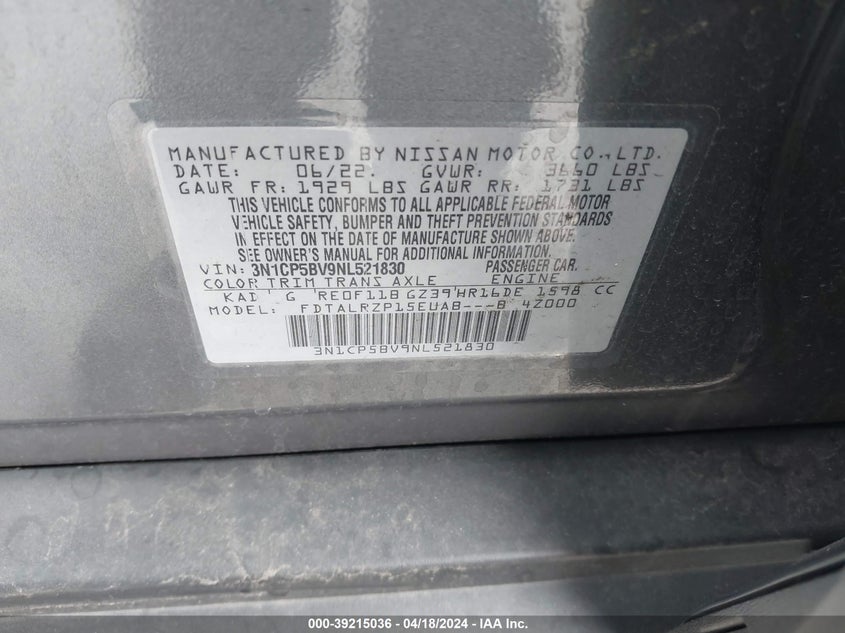 MANUFACTURED BY NISSAN MOTOR CO., LTD.
DATE: 06/22. GVWR: 3660 LBS
GAWR FR: 1929 LBS GAWR RR: 1731 LBS
THIS VEHICLE CONFORMS TO ALL APPLICABLE FEDERAL MOTOR
VEHICLE SAFETY, BUMPER AND THEFT PREVENTION STANDARDS
IN EFFECT ON THE DATE OF MANUFACTURE SHOWN ABOVE.
SEE OWNER'S MANUAL FOR ADDITIONAL INFORMATION.
VIN: 3N1CP5BV9NL521830 PASSENGER CAR.
COLOR TRIM TRANS AXLE ENGINE
KAD G RE0F11B GZ39 HR16DE 1598 CC
MODEL: FDTALRZP15EUAB---B 4Z000
3N1CP5BV9NL521830
000-39215036 - 04/18/2024 - IAA Inc.